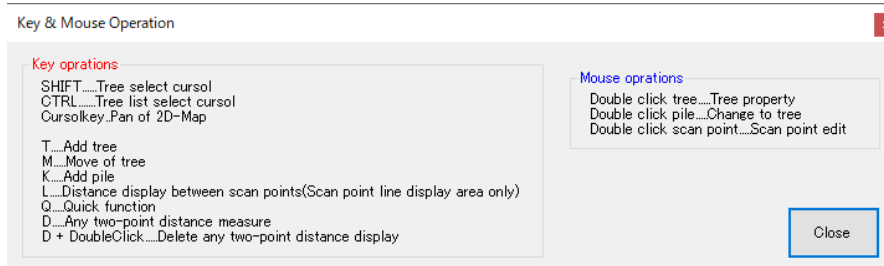 Key & Mouse Operation
Key oprations
SHIFT.....Tree select cursol
CTRL......Tree list select cursol
Cursolkey..Pan of 2D-Map
T....Add tree
M....Move of tree
K....Add pile
L....Distance display between scan points(Scan point line display area only)
Q....Quick function
D....Any two-point distance measure
D + DoubleClick....Delete any two-point distance display
Mouse oprations
Double click tree....Tree property
Double click pile....Change to tree
Double click scan point....Scan point edit
Close